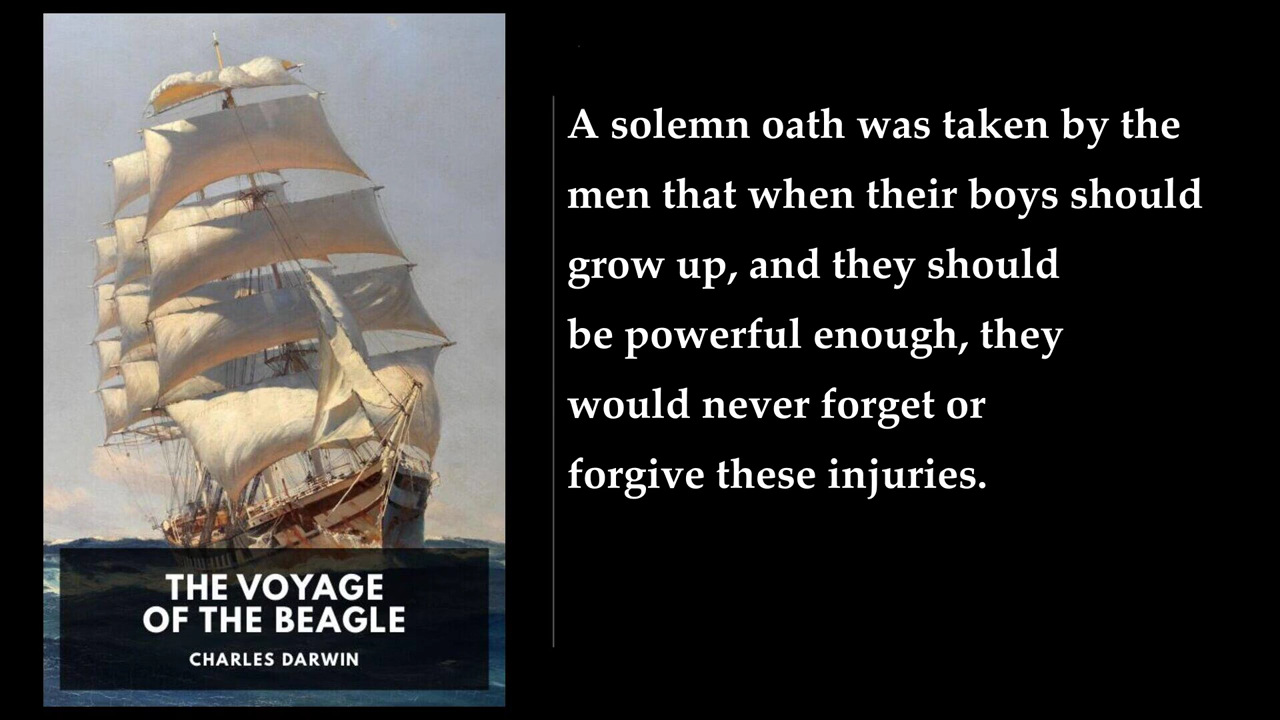 THE VOYAGE
OF THE BEAGLE
CHARLES DARWIN
A solemn oath was taken by the
men that when their boys should
grow up, and they should
be powerful enough, they
would never forget or
forgive these injuries.